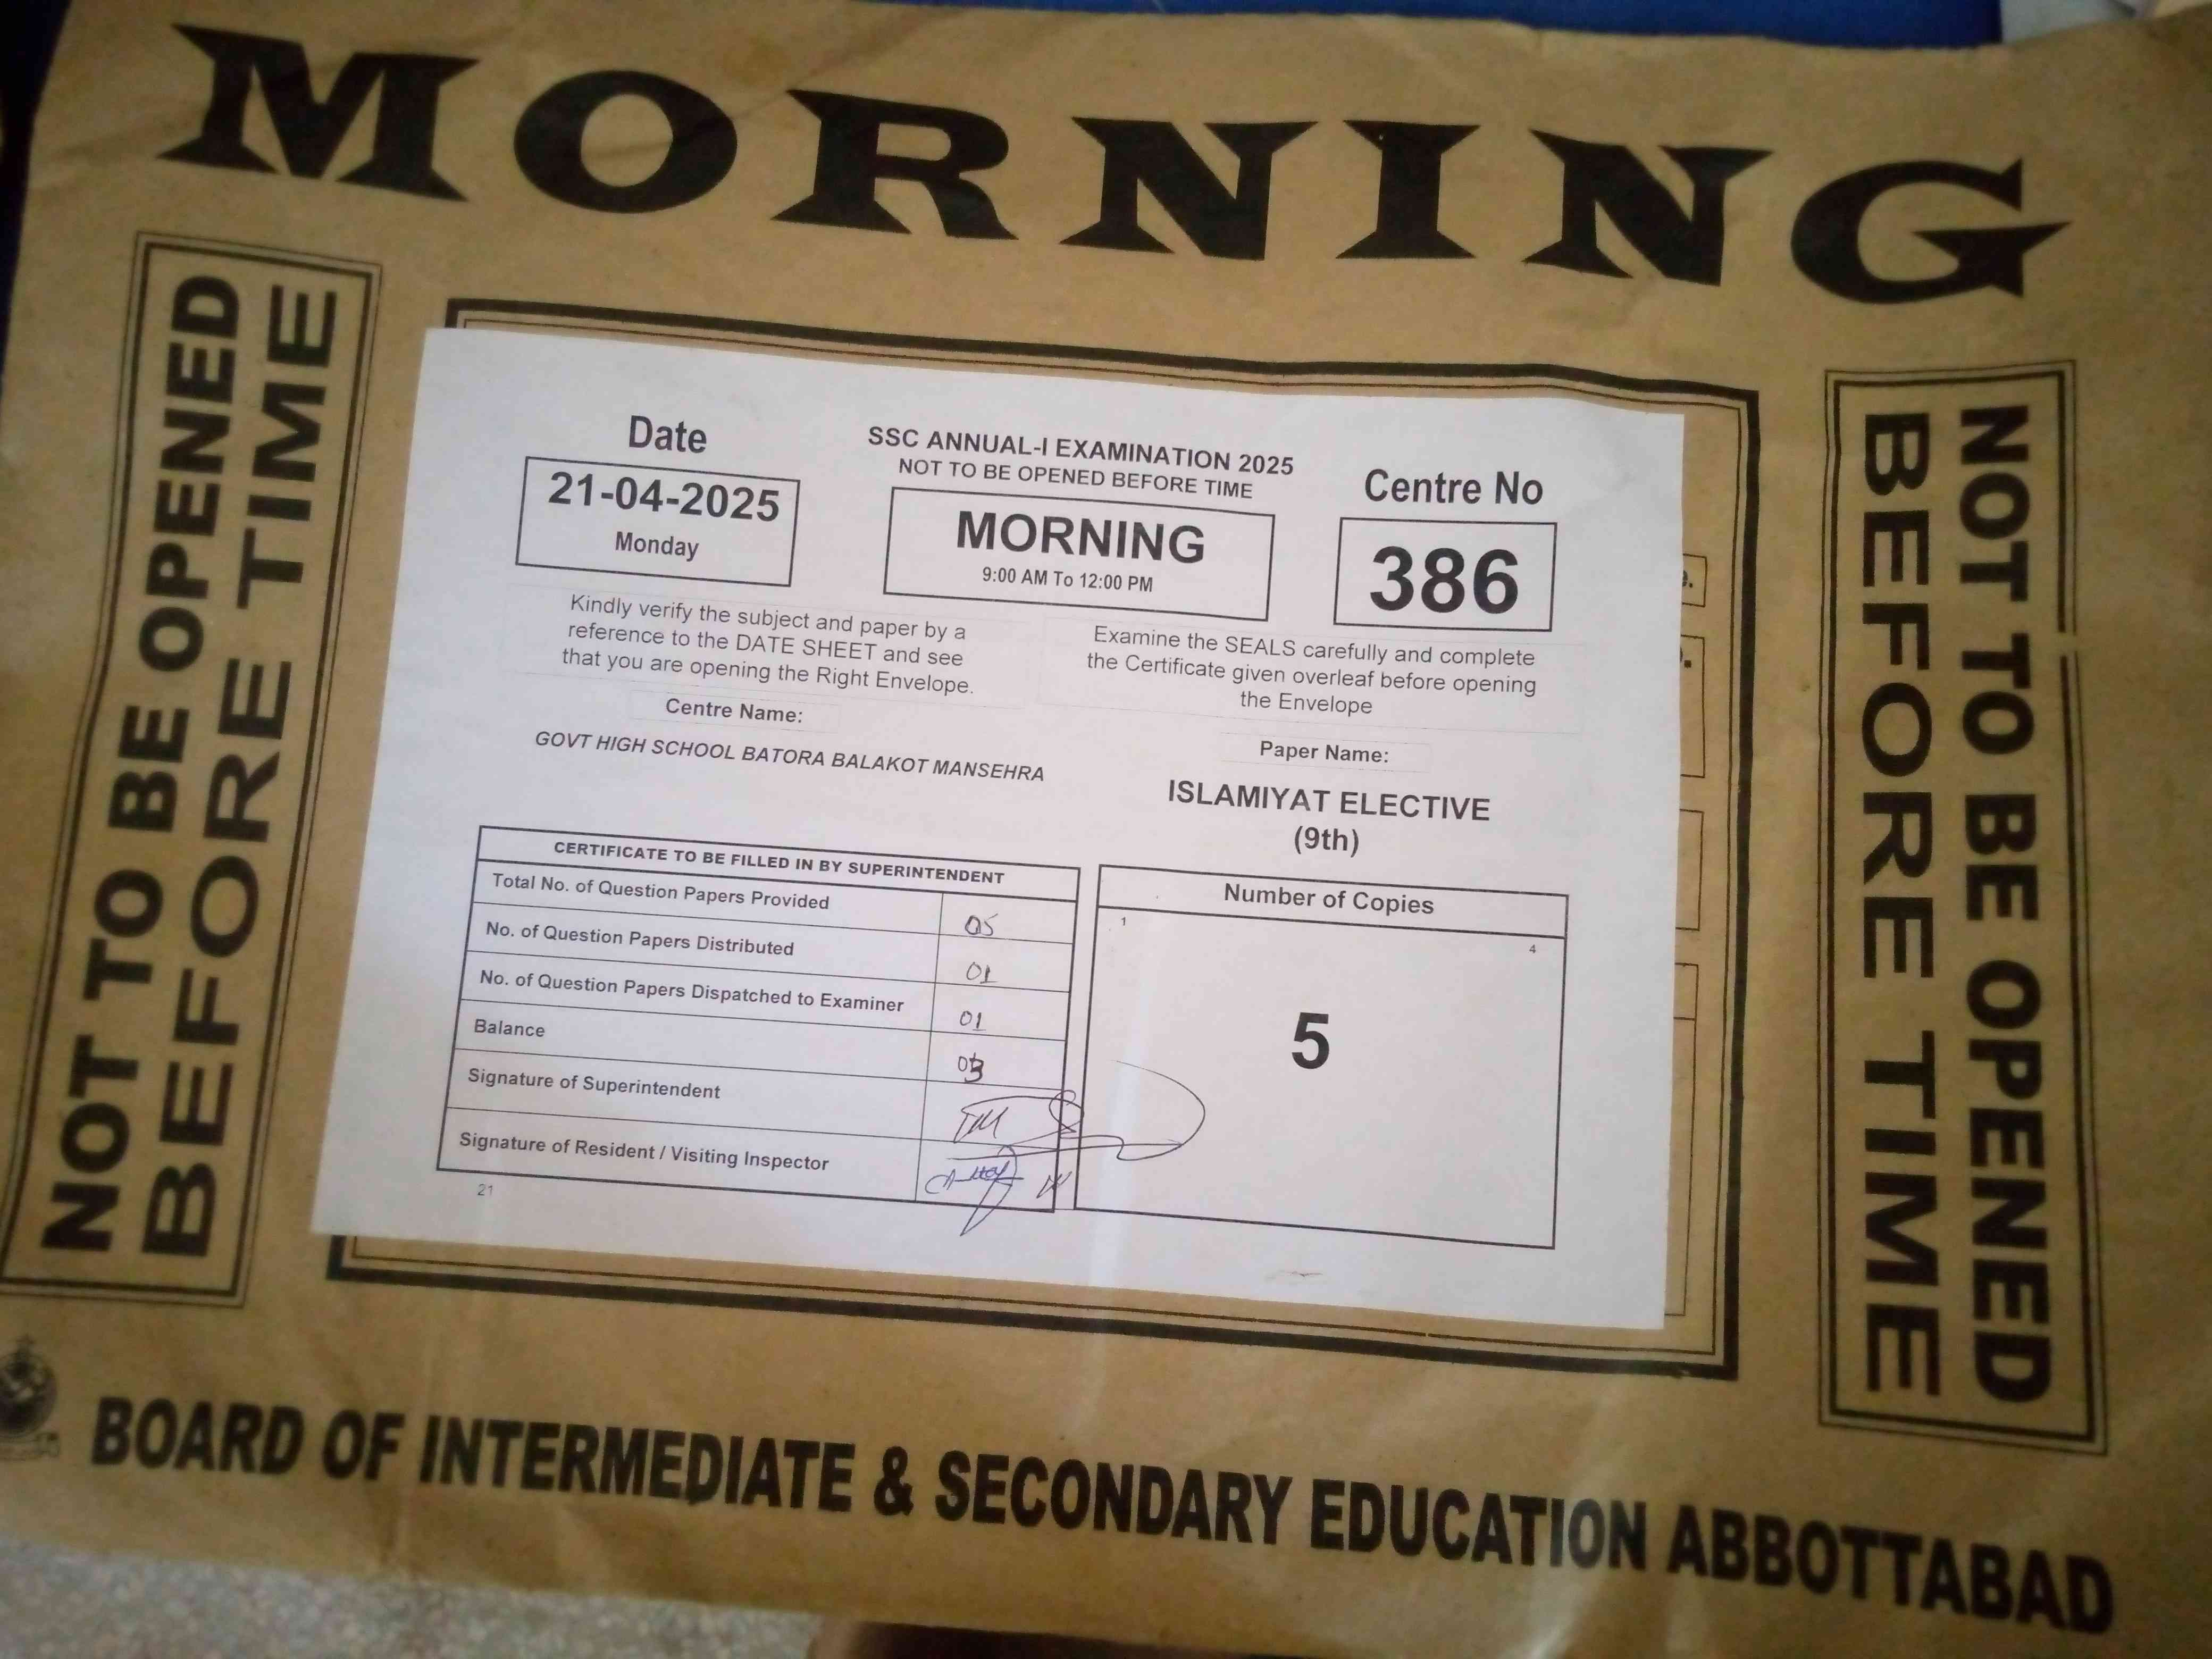 MORNING
NOT TO BE OPENED
BEFORE TIME
Date
21-04-2025
Monday
SSC ANNUAL-I EXAMINATION 2025
NOT TO BE OPENED BEFORE TIME
MORNING
9:00 AM To 12:00 PM
Centre No
386
Kindly verify the subject and paper by a
reference to the DATE SHEET and see
that you are opening the Right Envelope.
Examine the SEALS carefully and complete
the Certificate given overleaf before opening
the Envelope
Centre Name:
GOVT HIGH SCHOOL BATORA BALAKOT MANSEHRA
Paper Name:
ISLAMIYAT ELECTIVE
(9th)
CERTIFICATE TO BE FILLED IN BY SUPERINTENDENT
Total No. of Question Papers Provided 05
No. of Question Papers Distributed 01
No. of Question Papers Dispatched to Examiner 01
Balance 03
Signature of Superintendent
Signature of Resident / Visiting Inspector
21
Number of Copies
1
4
5
NOT TO BE OPENED
BEFORE TIME
BOARD OF INTERMEDIATE & SECONDARY EDUCATION ABBOTTABAD